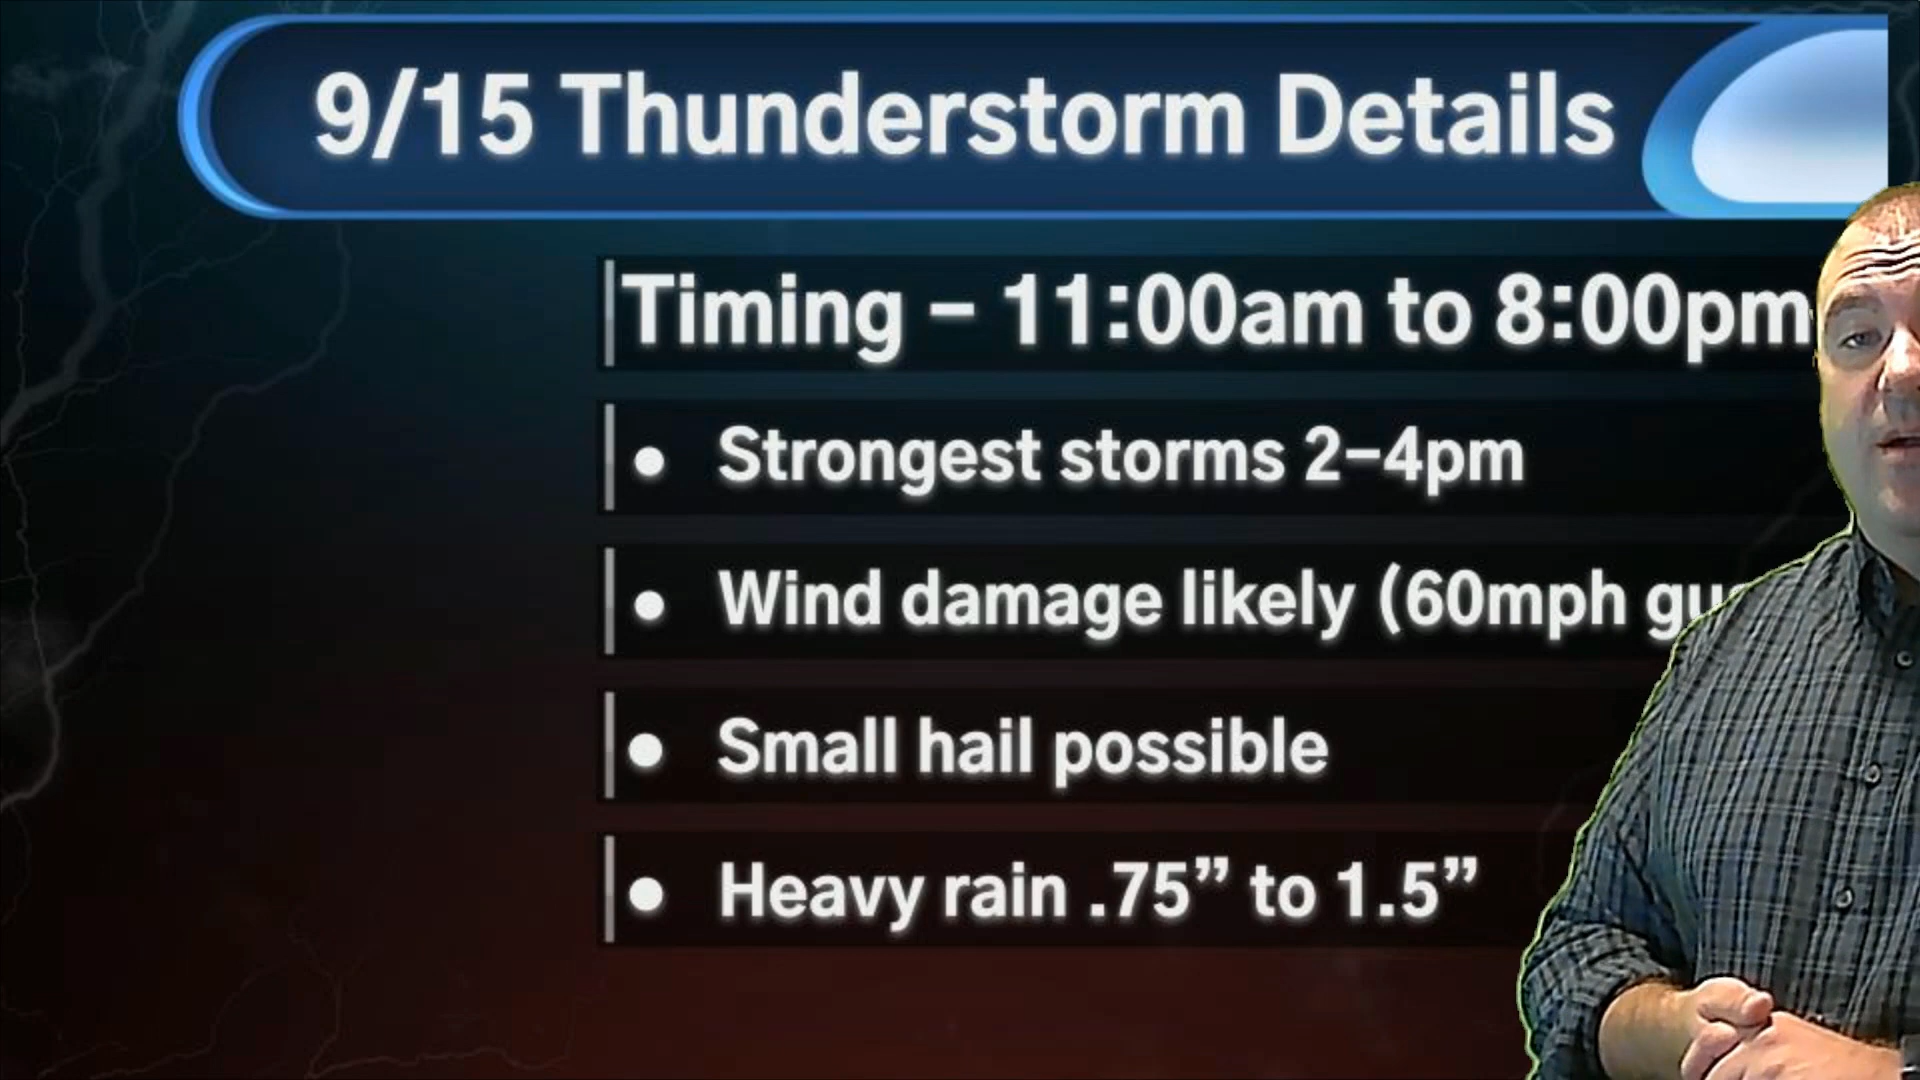 9/15 Thunderstorm Details
Timing - 11:00am to 8:00pm
• Strongest storms 2-4pm
• Wind damage likely (60mph
• Small hail possible
• Heavy rain .75” to 1.5”